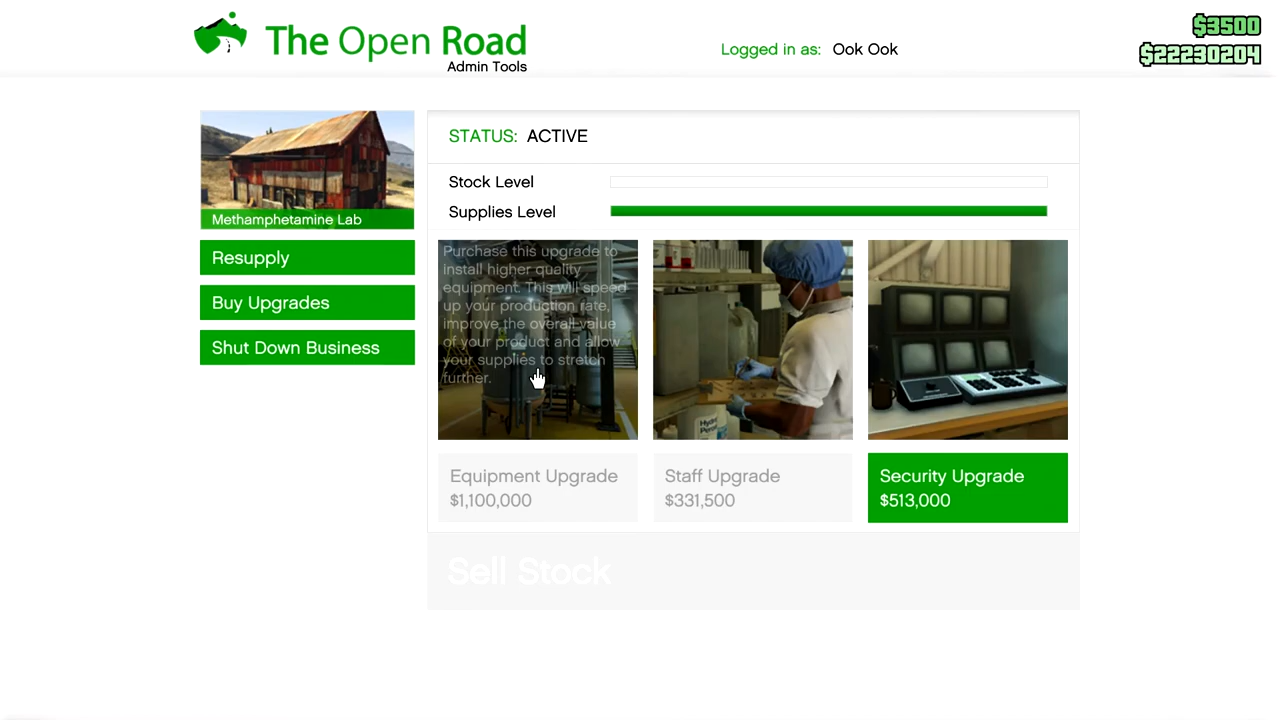 The Open Road
Admin Tools
Logged in as: Ook Ook
$3500
$22230204
Methamphetamine Lab
Resupply
Buy Upgrades
Shut Down Business
STATUS: ACTIVE
Stock Level
Supplies Level
Purchase this upgrade to
install higher quality
equipment. This will speed
up your production rate,
improve the overall value
of your product and allow
your supplies to stretch
further.
Equipment Upgrade
$1,100,000
Staff Upgrade
$331,500
Security Upgrade
$513,000
Sell Stock